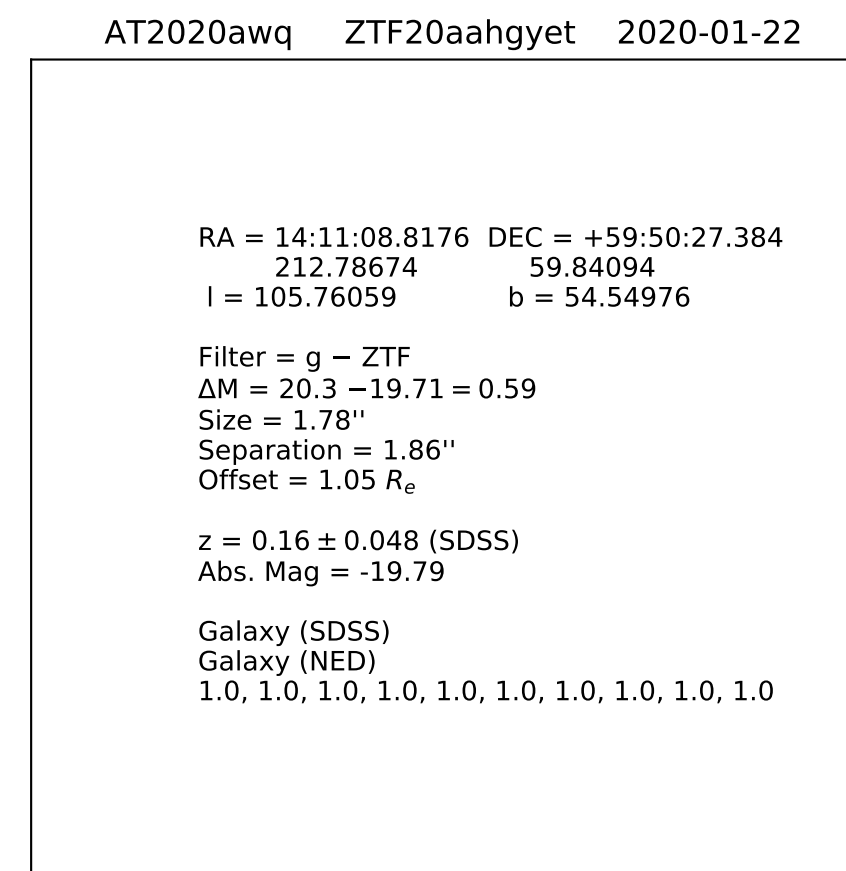 AT2020awq ZTF20aahgyet 2020-01-22
RA = 14:11:08.8176 DEC = +59:50:27.384
212.78674 59.84094
l = 105.76059 b = 54.54976
Filter = g − ZTF
ΔM = 20.3 −19.71 = 0.59
Size = 1.78''
Separation = 1.86''
Offset = 1.05 Rₑ
z = 0.16 ± 0.048 (SDSS)
Abs. Mag = -19.79
Galaxy (SDSS)
Galaxy (NED)
1.0, 1.0, 1.0, 1.0, 1.0, 1.0, 1.0, 1.0, 1.0, 1.0